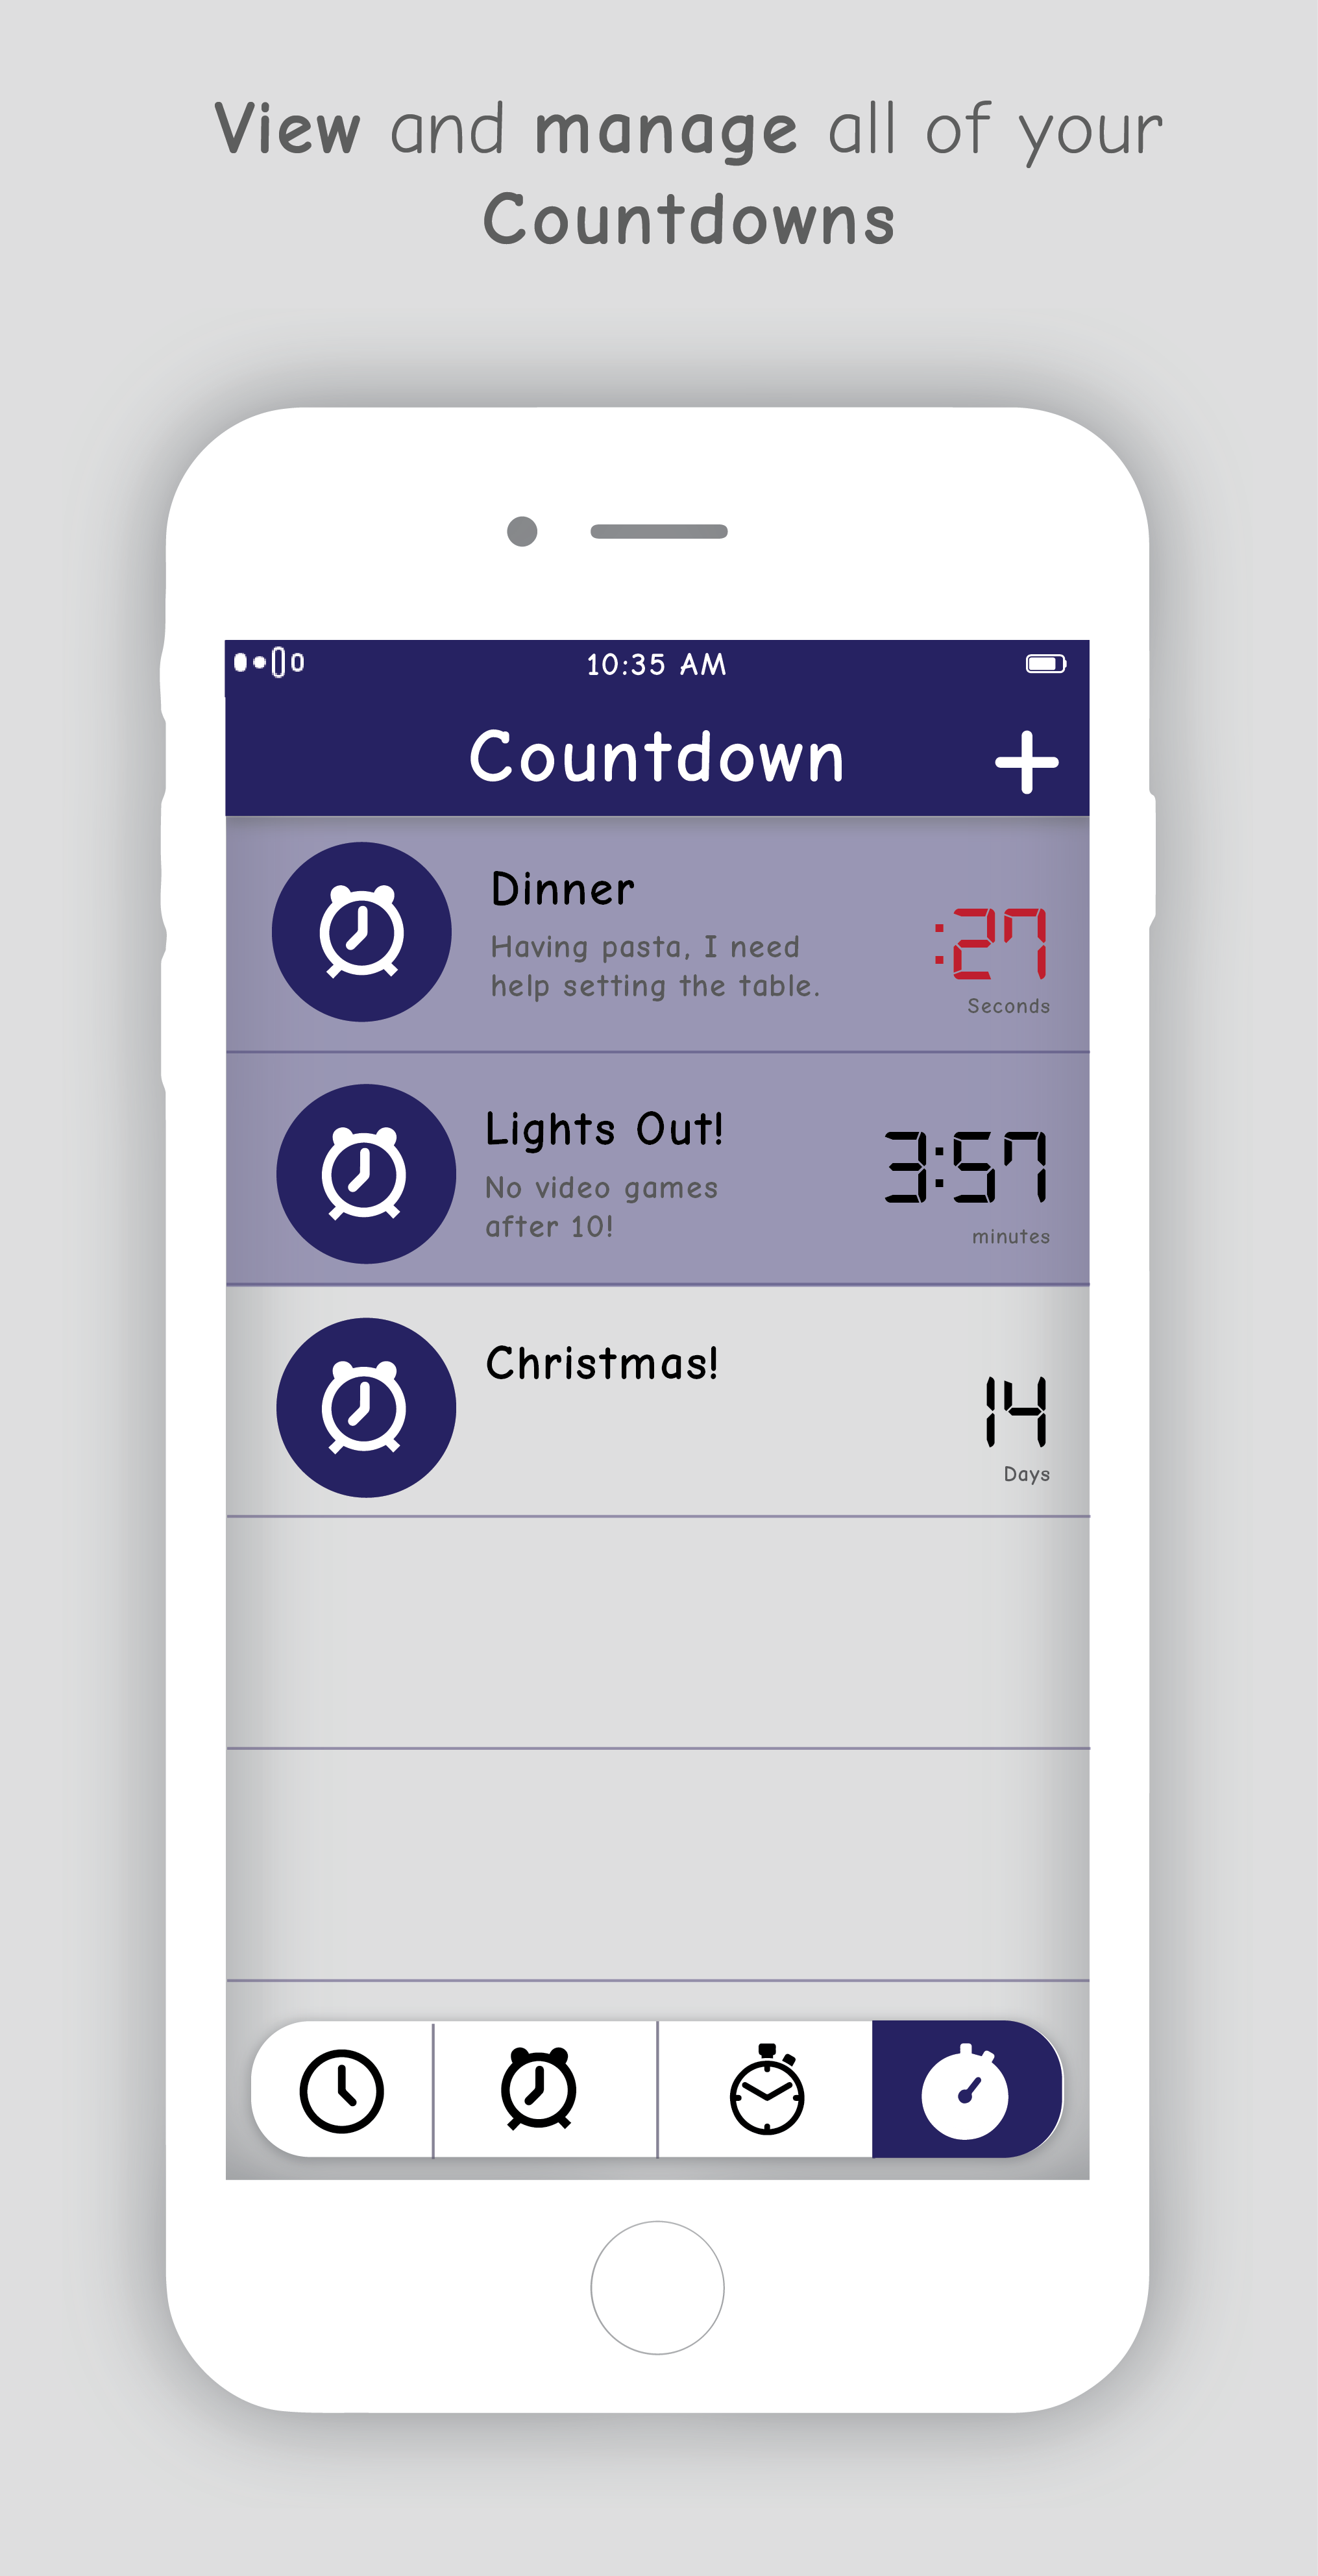 View and manage all of your
Countdowns
10:35 AM
Countdown
Dinner
Having pasta, I need
help setting the table.
:27
Seconds
Lights Out!
No video games
after 10!
3:57
minutes
Christmas!
14
Days